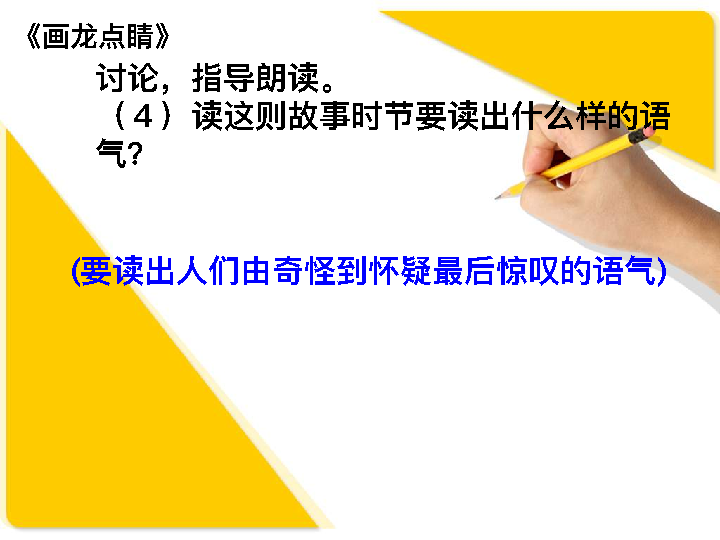 《画龙点睛》
讨论，指导朗读。
（４）读这则故事时节要读出什么样的语
气？
(要读出人们由奇怪到怀疑最后惊叹的语气)